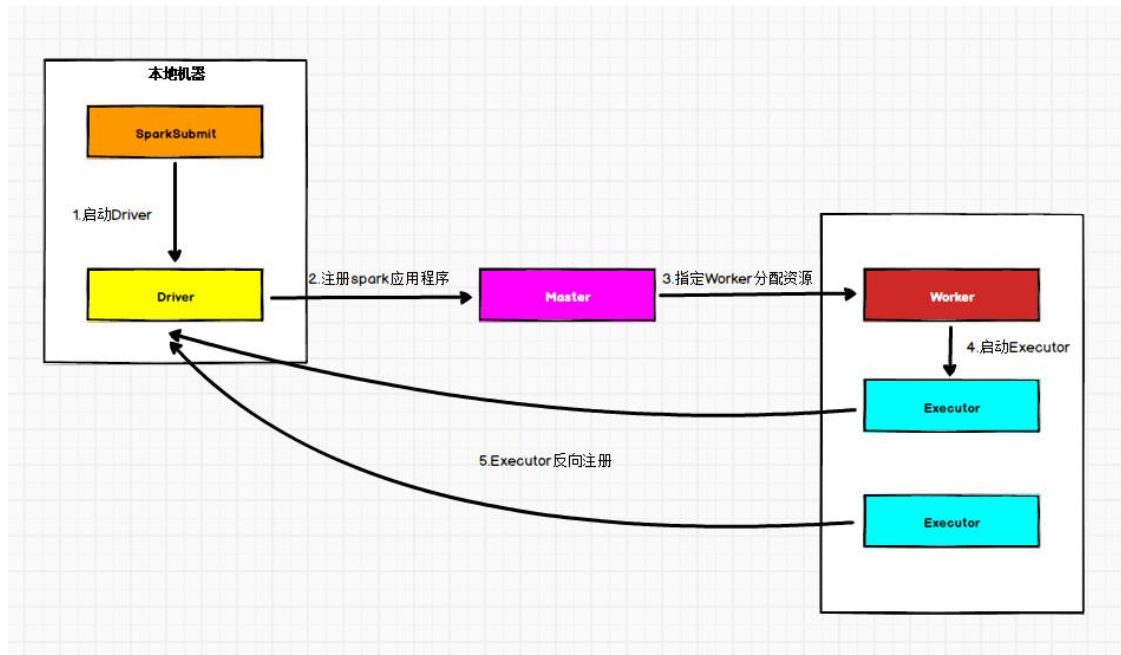 本地机器
SparkSubmit
1.启动Driver
Driver
2.注册spark应用程序
Master
3.指定Worker分配资源
Worker
4.启动Executor
Executor
5.Executor反向注册
Executor